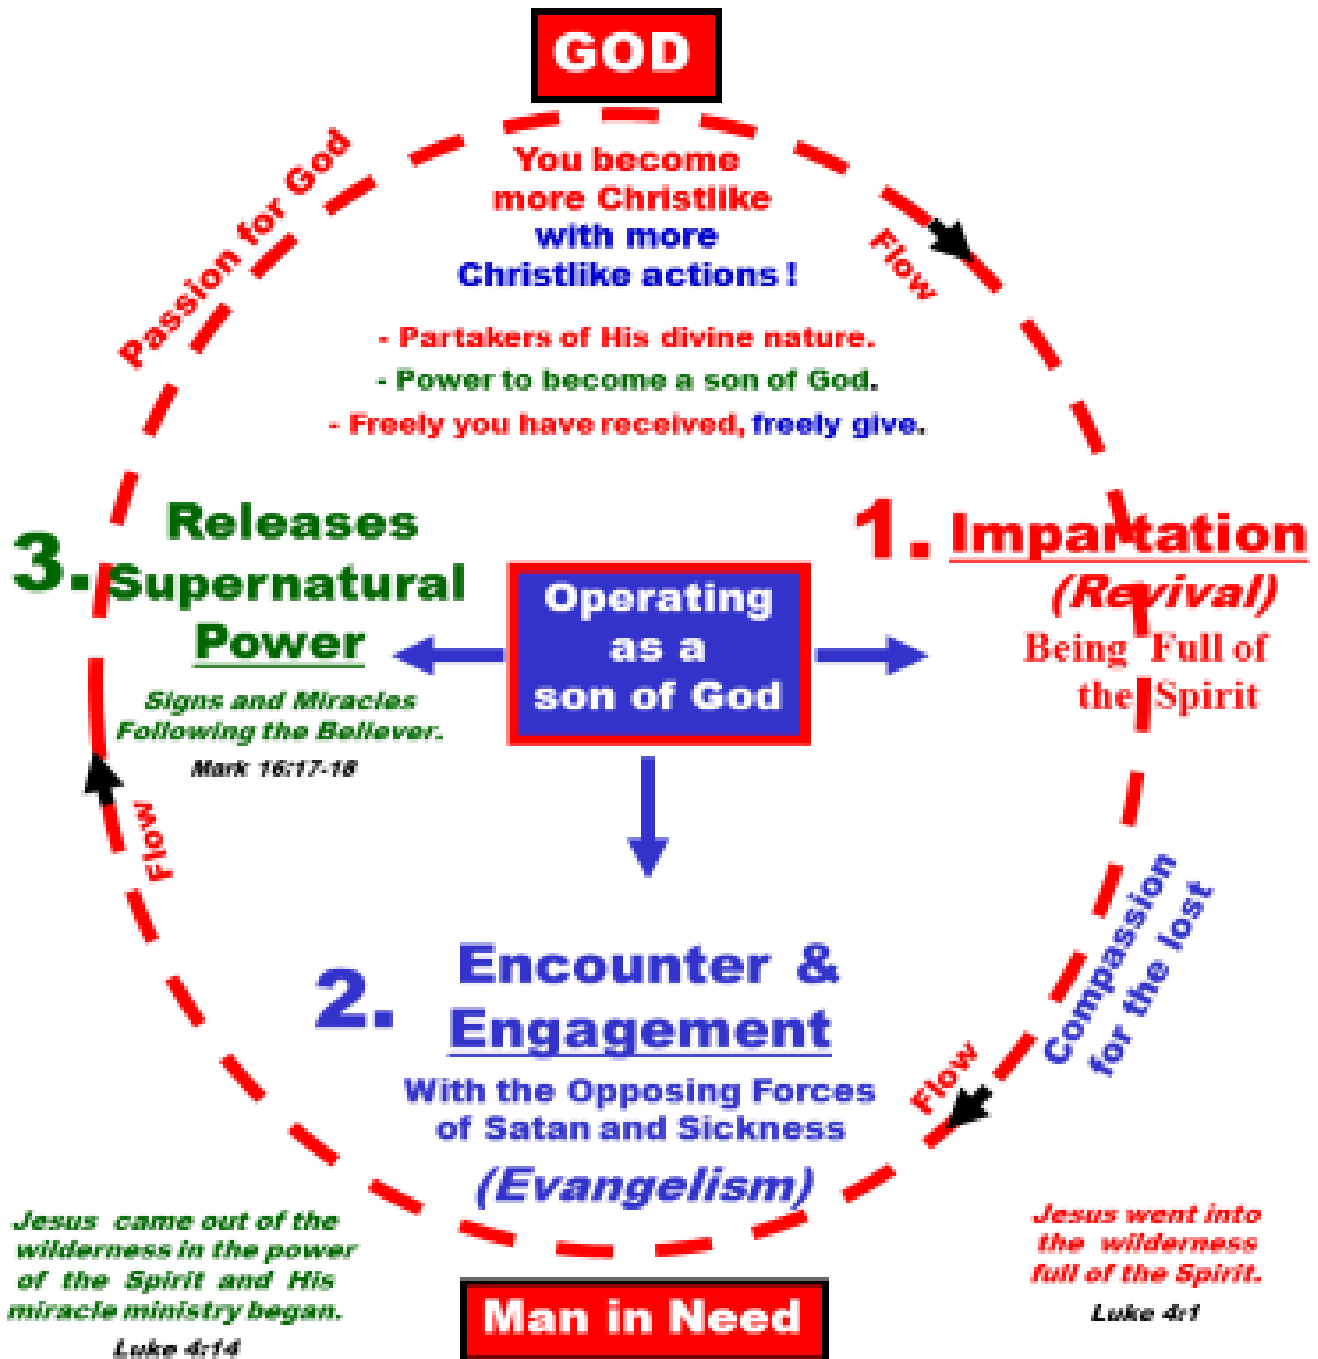 GOD
You become
more Christlike
with more
Christlike actions !
- Partakers of His divine nature.
- Power to become a son of God.
- Freely you have received, freely give.
Passion for God
Flow
1. Impartation
(Revival)
Being Full of
the Spirit
Operating
as a
son of God
3. Releases
Supernatural
Power
Signs and Miracles
Following the Believer.
Mark 16:17-18
Flow
Compassion
for the lost
Flow
2. Encounter &
Engagement
With the Opposing Forces
of Satan and Sickness
(Evangelism)
Jesus came out of the
wilderness in the power
of the Spirit and His
miracle ministry began.
Luke 4:14
Jesus went into
the wilderness
full of the Spirit.
Luke 4:1
Man in Need